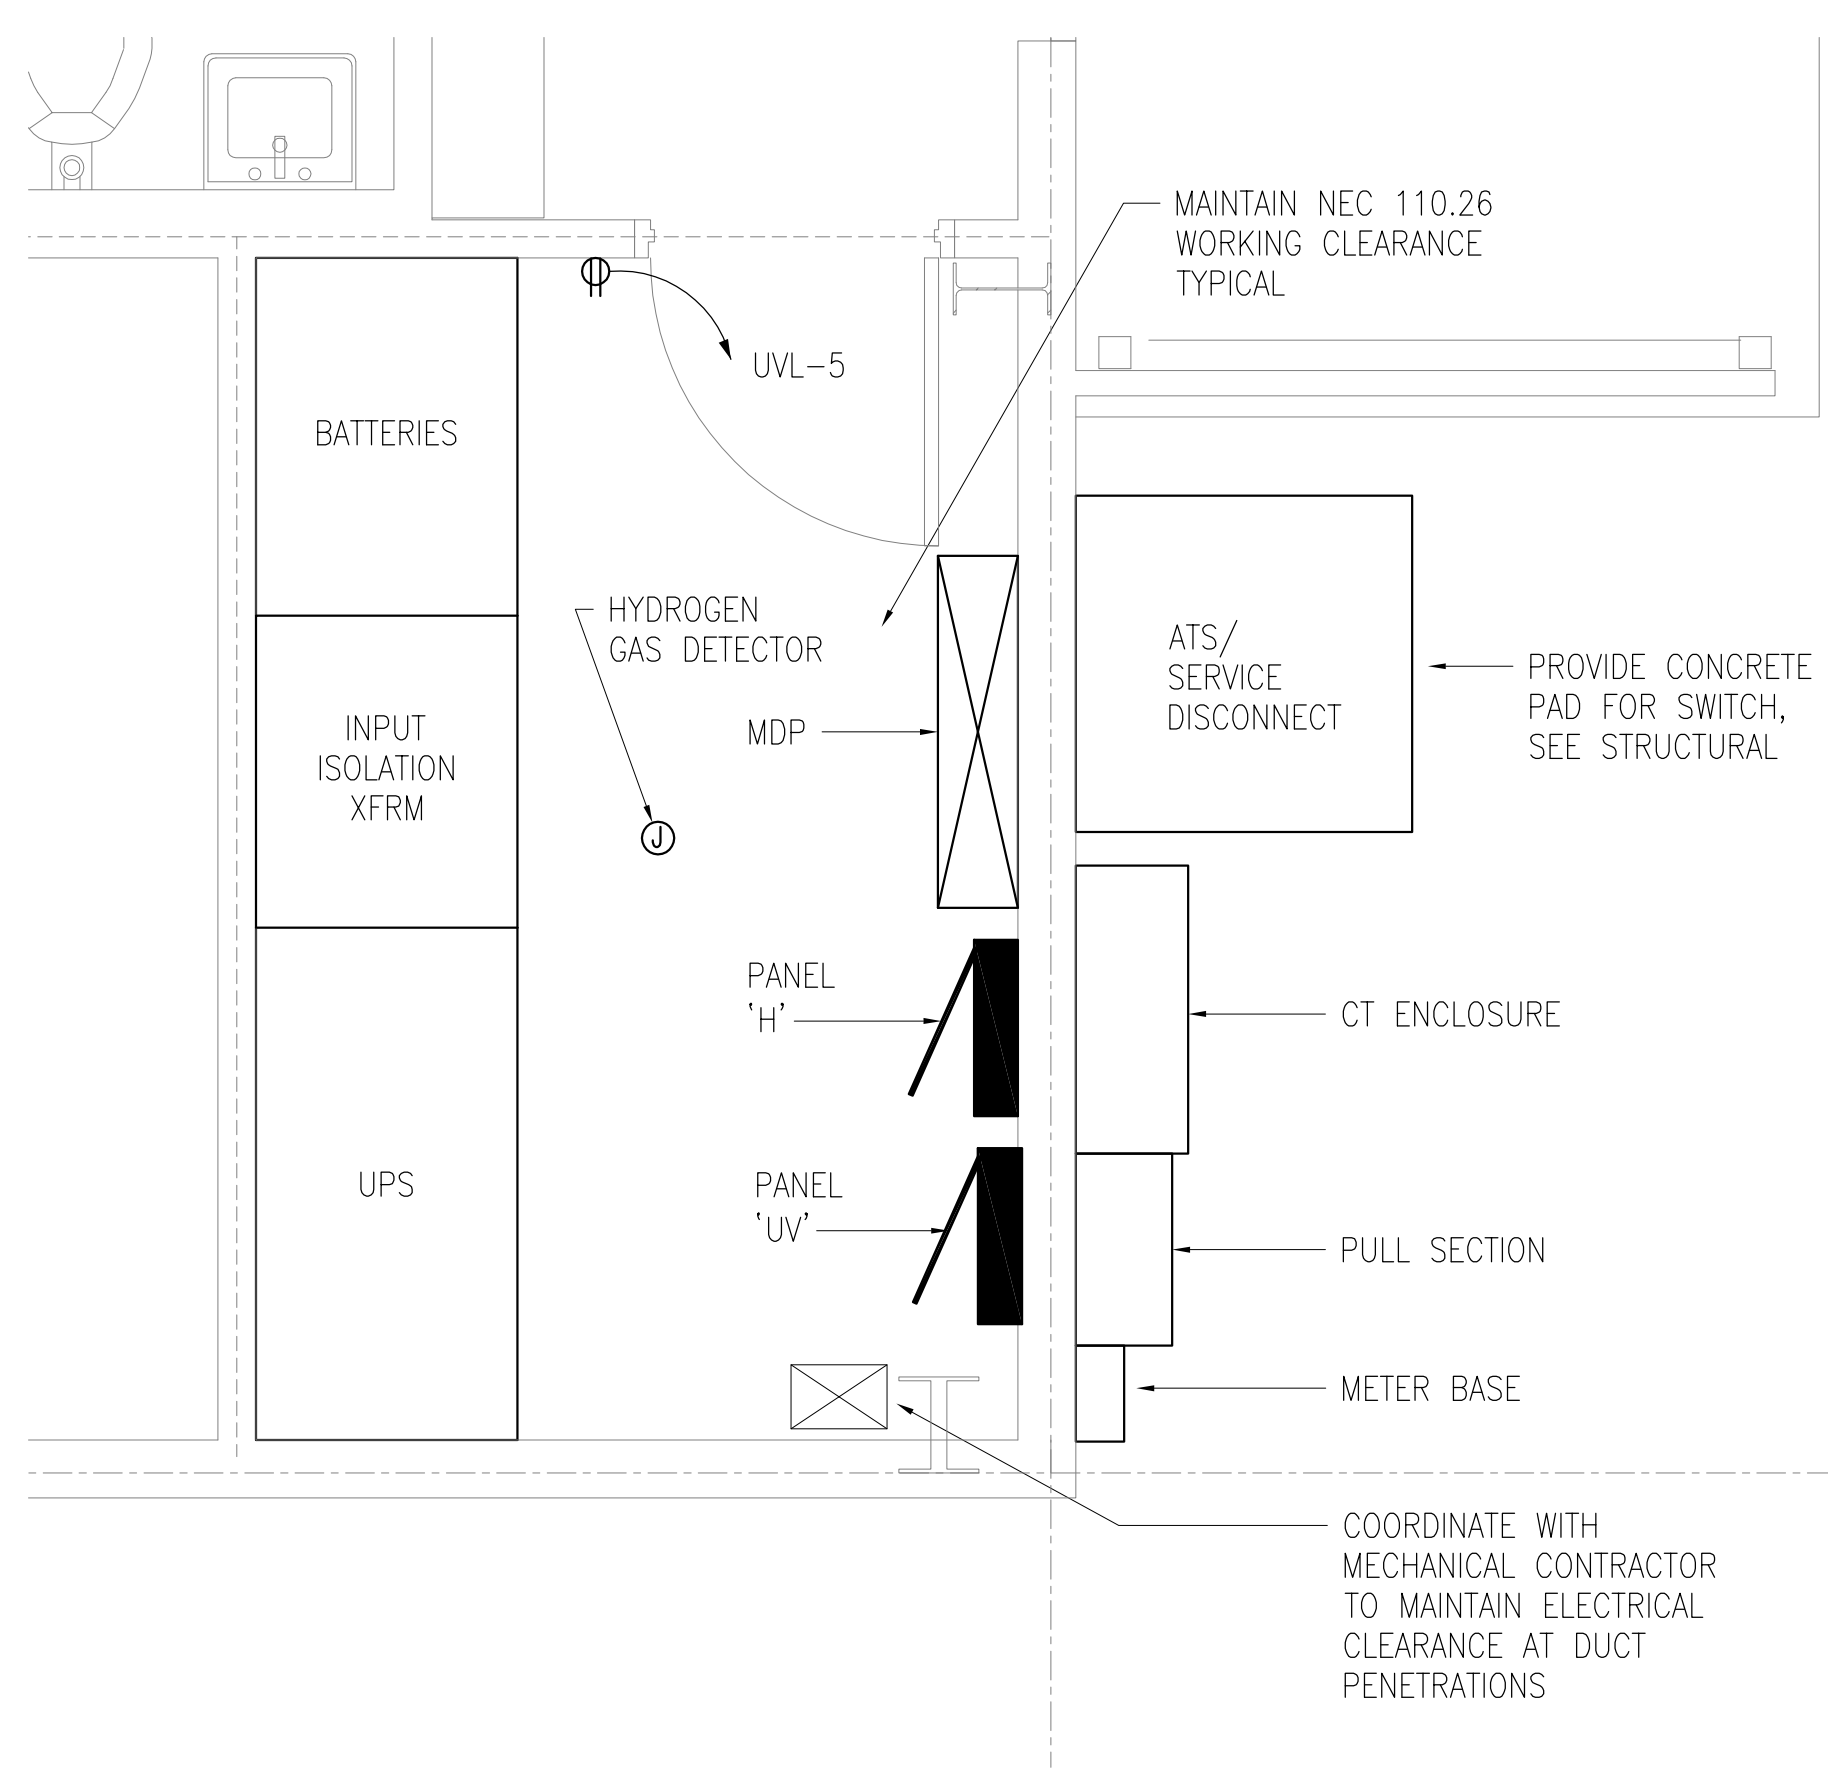 MAINTAIN NEC 110.26
WORKING CLEARANCE
TYPICAL
UVL-5
BATTERIES
HYDROGEN
GAS DETECTOR
ATS/
SERVICE
DISCONNECT
PROVIDE CONCRETE
PAD FOR SWITCH,
SEE STRUCTURAL
INPUT
ISOLATION
XFRM
MDP
J
PANEL
'H'
CT ENCLOSURE
UPS
PANEL
'UV'
PULL SECTION
METER BASE
COORDINATE WITH
MECHANICAL CONTRACTOR
TO MAINTAIN ELECTRICAL
CLEARANCE AT DUCT
PENETRATIONS